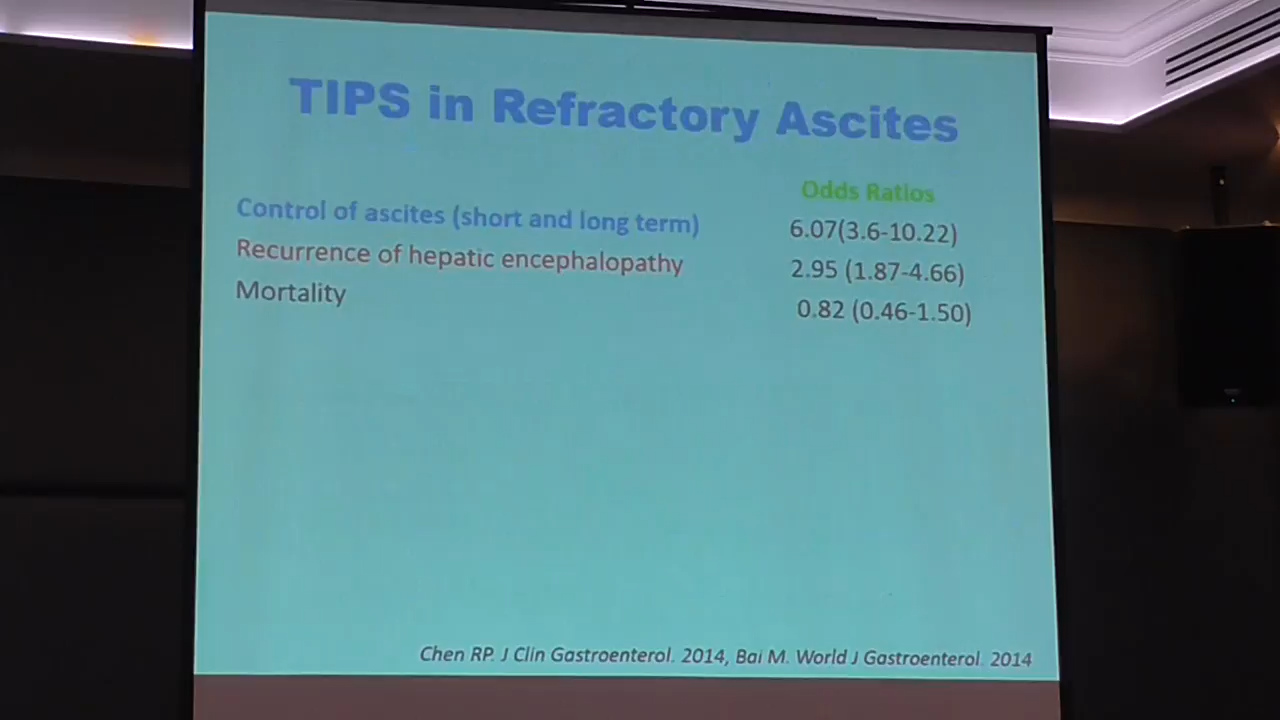 TIPS in Refractory Ascites
Odds Ratios
Control of ascites (short and long term) 6.07(3.6-10.22)
Recurrence of hepatic encephalopathy 2.95 (1.87-4.66)
Mortality 0.82 (0.46-1.50)
Chen RP. J Clin Gastroenterol. 2014, Bai M. World J Gastroenterol. 2014